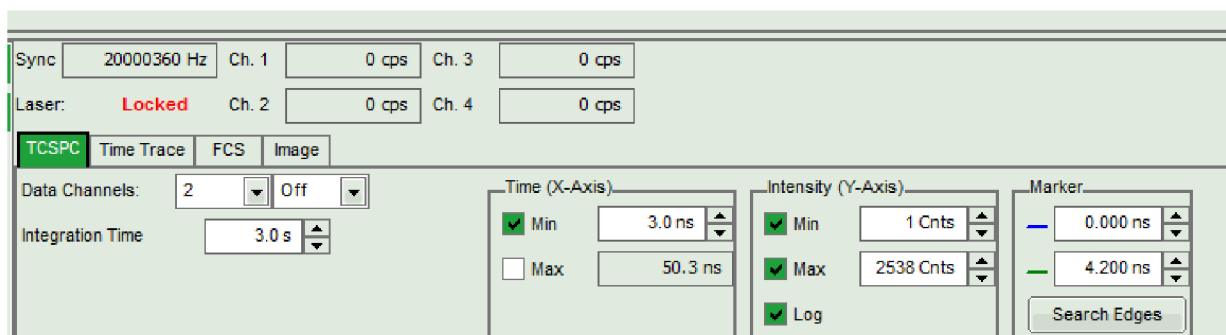 Sync 20000360 Hz Ch. 1 0 cps Ch. 3 0 cps
Laser: Locked Ch. 2 0 cps Ch. 4 0 cps
TCSPC Time Trace FCS Image
Data Channels: 2 Off
Integration Time 3.0 s
Time (X-Axis)
Min 3.0 ns
Max 50.3 ns
Intensity (Y-Axis)
Min 1 Cnts
Max 2538 Cnts
Log
Marker
0.000 ns
4.200 ns
Search Edges